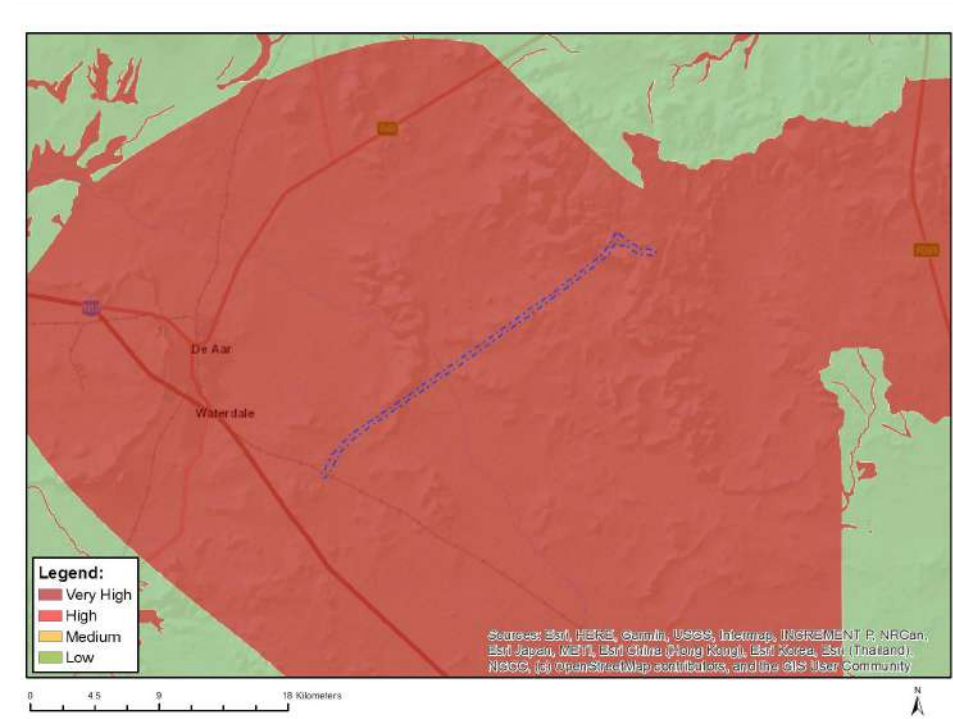 De Aar
Waterdale
Legend:
Very High
High
Medium
Low
Sources: Esri, HERE, Garmin, USGS, Intermap, INCREMENT P, NRCan,
Esri Japan, METI, Esri China (Hong Kong), Esri Korea, Esri (Thailand),
NGCC, (c) OpenStreetMap contributors, and the GIS User Community
0 4.5 9 18 Kilometers
N